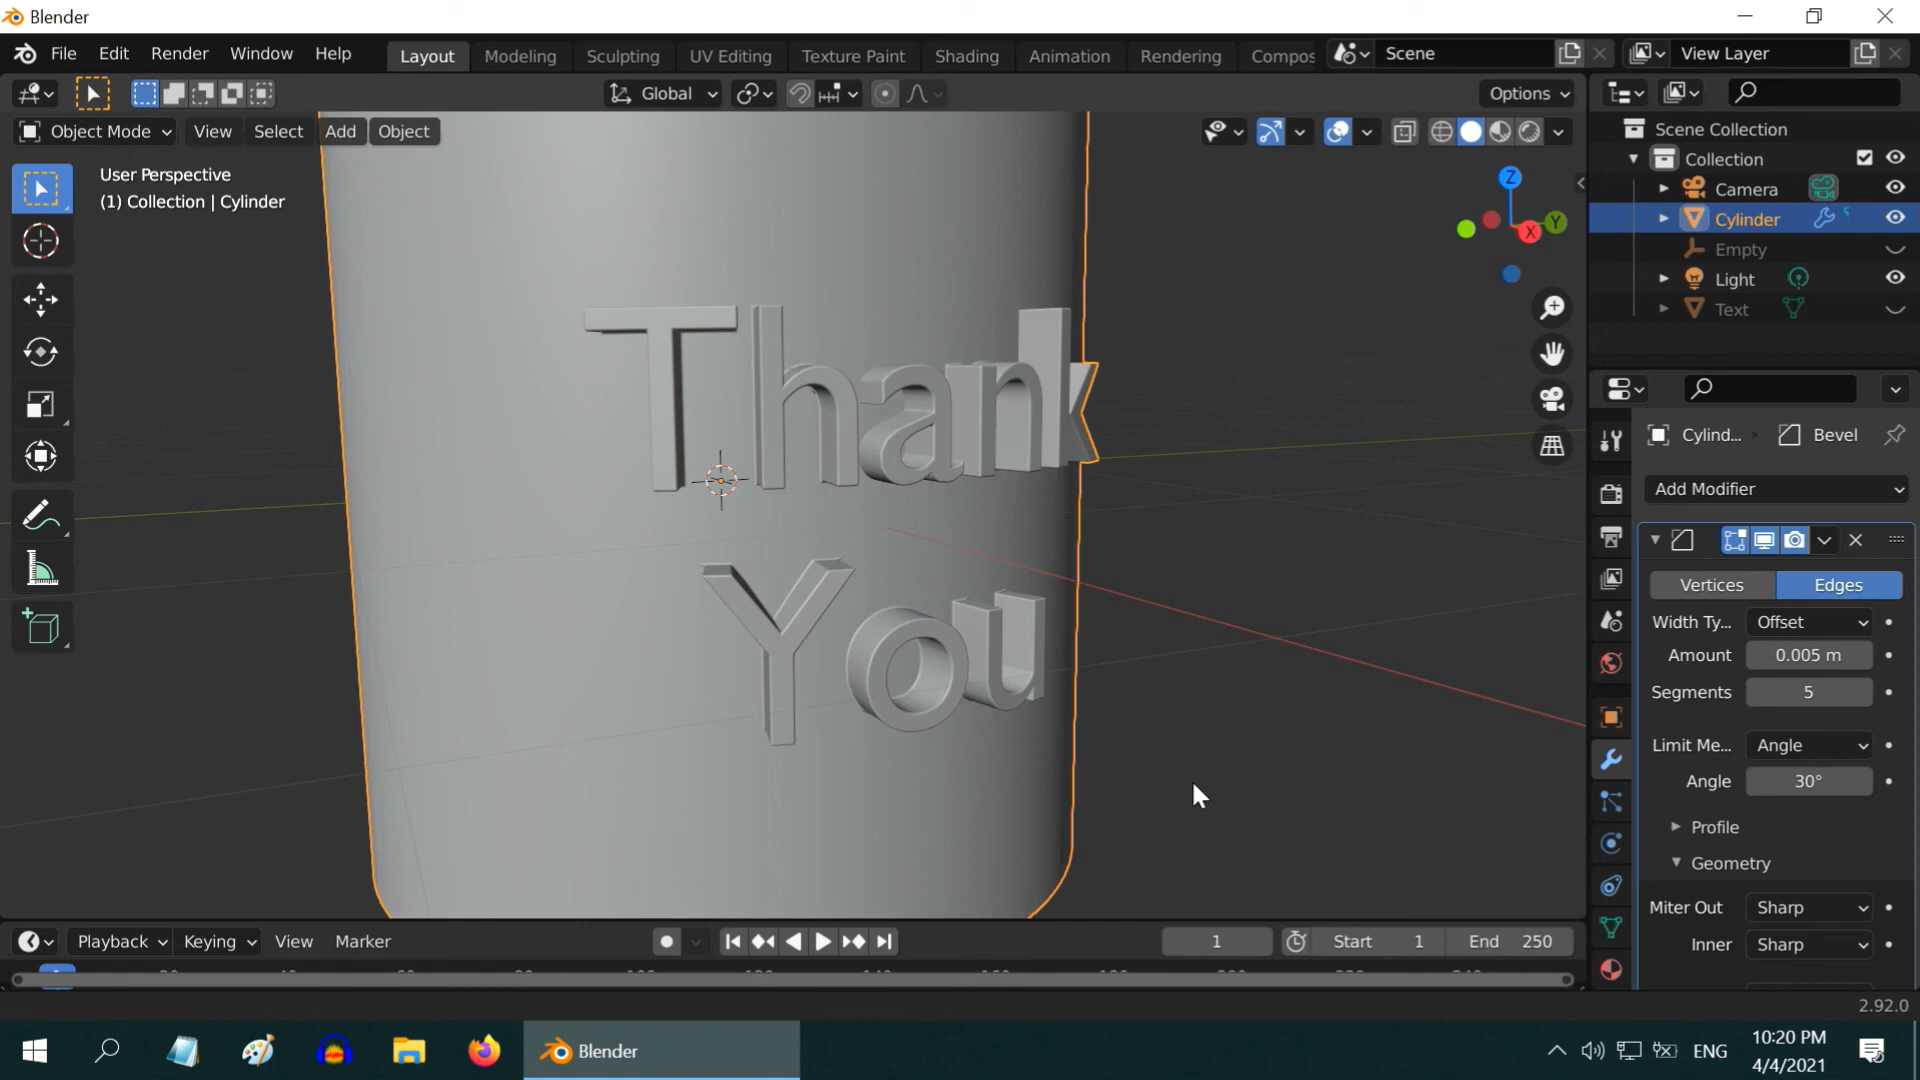 Blender
File Edit Render Window Help
Layout Modeling Sculpting UV Editing Texture Paint Shading Animation Rendering Compos
Scene
View Layer
Global
Options
Object Mode View Select Add Object
User Perspective
(1) Collection | Cylinder
Z
Y
X
Thank
You
Scene Collection
Collection
Camera
Cylinder
5
Empty
Light
Text
Cylind... Bevel
Add Modifier
Vertices Edges
Width Ty... Offset
Amount 0.005 m
Segments 5
Limit Me... Angle
Angle 30°
Profile
Geometry
Miter Out Sharp
Inner Sharp
Playback Keying View Marker
1 Start 1 End 250
2.92.0
Blender
ENG
10:20 PM
4/4/2021